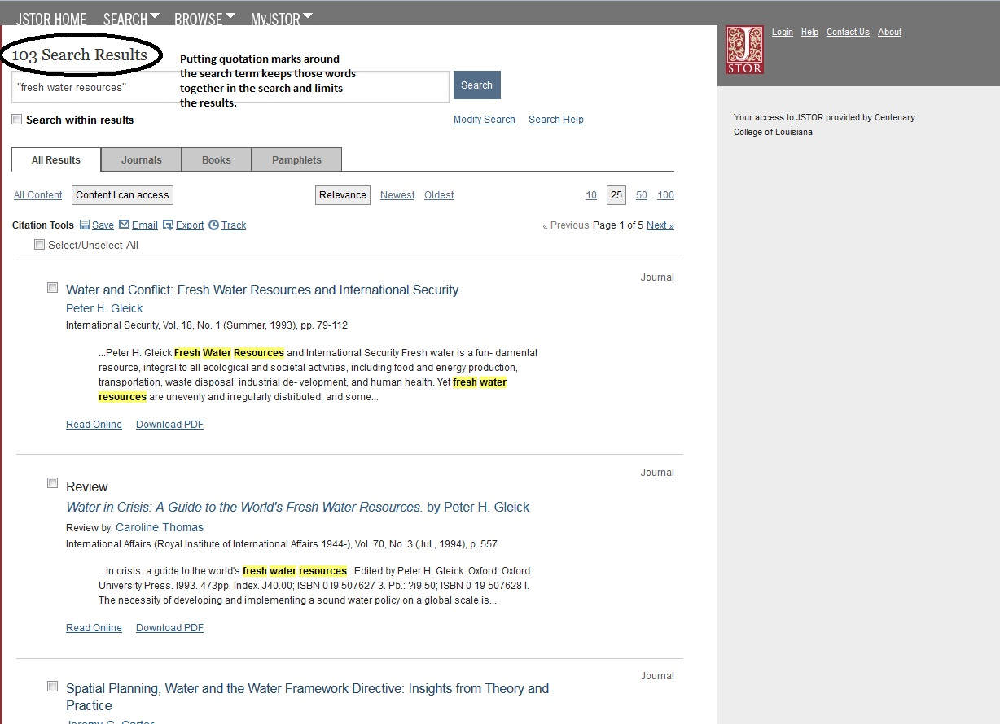 JSTOR HOME SEARCH BROWSE MyJSTOR
JSTOR
Login Help Contact Us About
Your access to JSTOR provided by Centenary
College of Louisiana
103 Search Results
Putting quotation marks around
the search term keeps those words
together in the search and limits
the results.
"fresh water resources"
Search
Search within results
Modify Search Search Help
All Results Journals Books Pamphlets
All Content Content I can access Relevance Newest Oldest 10 25 50 100
Citation Tools Save Email Export Track « Previous Page 1 of 5 Next »
Select/Unselect All
Journal
Water and Conflict: Fresh Water Resources and International Security
Peter H. Gleick
International Security, Vol. 18, No. 1 (Summer, 1993), pp. 79-112
...Peter H. Gleick Fresh Water Resources and International Security Fresh water is a fun- damental
resource, integral to all ecological and societal activities, including food and energy production,
transportation, waste disposal, industrial de- velopment, and human health. Yet fresh water
resources are unevenly and irregularly distributed, and some...
Read Online Download PDF
Journal
Review
Water in Crisis: A Guide to the World's Fresh Water Resources. by Peter H. Gleick
Review by: Caroline Thomas
International Affairs (Royal Institute of International Affairs 1944-), Vol. 70, No. 3 (Jul., 1994), p. 557
...in crisis: a guide to the world's fresh water resources . Edited by Peter H. Gleick. Oxford: Oxford
University Press. I993. 473pp. Index. J40.00; ISBN 0 I9 507627 3. Pb.: ?i9.50; ISBN 0 19 507628 I.
The necessity of developing and implementing a sound water policy on a global scale is...
Read Online Download PDF
Journal
Spatial Planning, Water and the Water Framework Directive: Insights from Theory and
Practice
Jeremy G. Carter